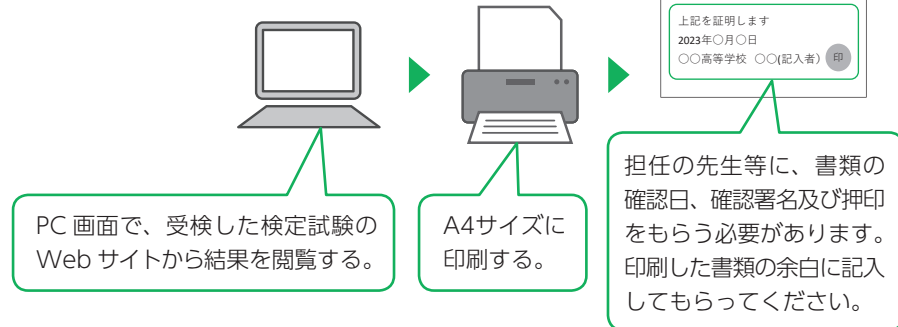 上記を証明します
2023年○月○日
○○高等学校 ○○(記入者) 印
PC 画面で、受検した検定試験の
Web サイトから結果を閲覧する。
A4サイズに
印刷する。
担任の先生等に、書類の
確認日、確認署名及び押印
をもらう必要があります。
印刷した書類の余白に記入
してもらってください。